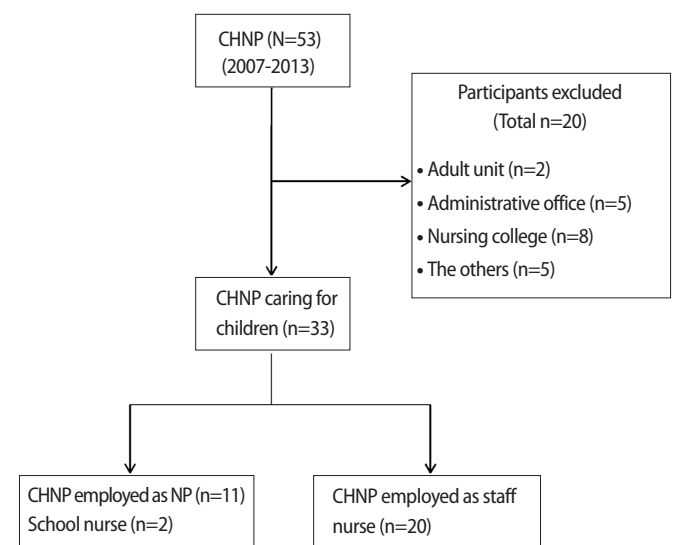 CHNP (N=53)
(2007-2013)
Participants excluded
(Total n=20)
• Adult unit (n=2)
• Administrative office (n=5)
• Nursing college (n=8)
• The others (n=5)
CHNP caring for
children (n=33)
CHNP employed as NP (n=11)
School nurse (n=2)
CHNP employed as staff
nurse (n=20)